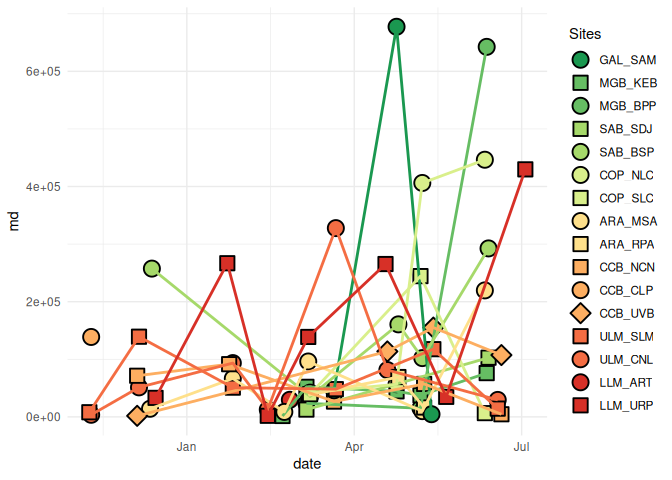 Sites
6e+05
4e+05
2e+05
0e+00
md
Jan
Apr
Jul
date
GAL_SAM
MGB_KEB
MGB_BPP
SAB_SDJ
SAB_BSP
COP_NLC
COP_SLC
ARA_MSA
ARA_RPA
CCB_NCN
CCB_CLP
CCB_UVB
ULM_SLM
ULM_CNL
LLM_ART
LLM_URP